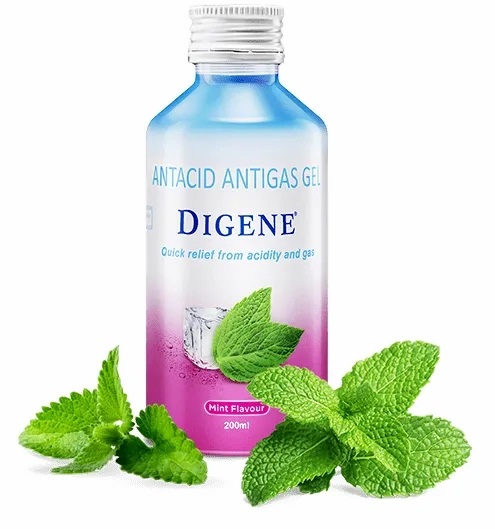 ANTACID ANTIGAS GEL
DIGENE®
Quick relief from acidity and gas
Mint Flavour
200ml